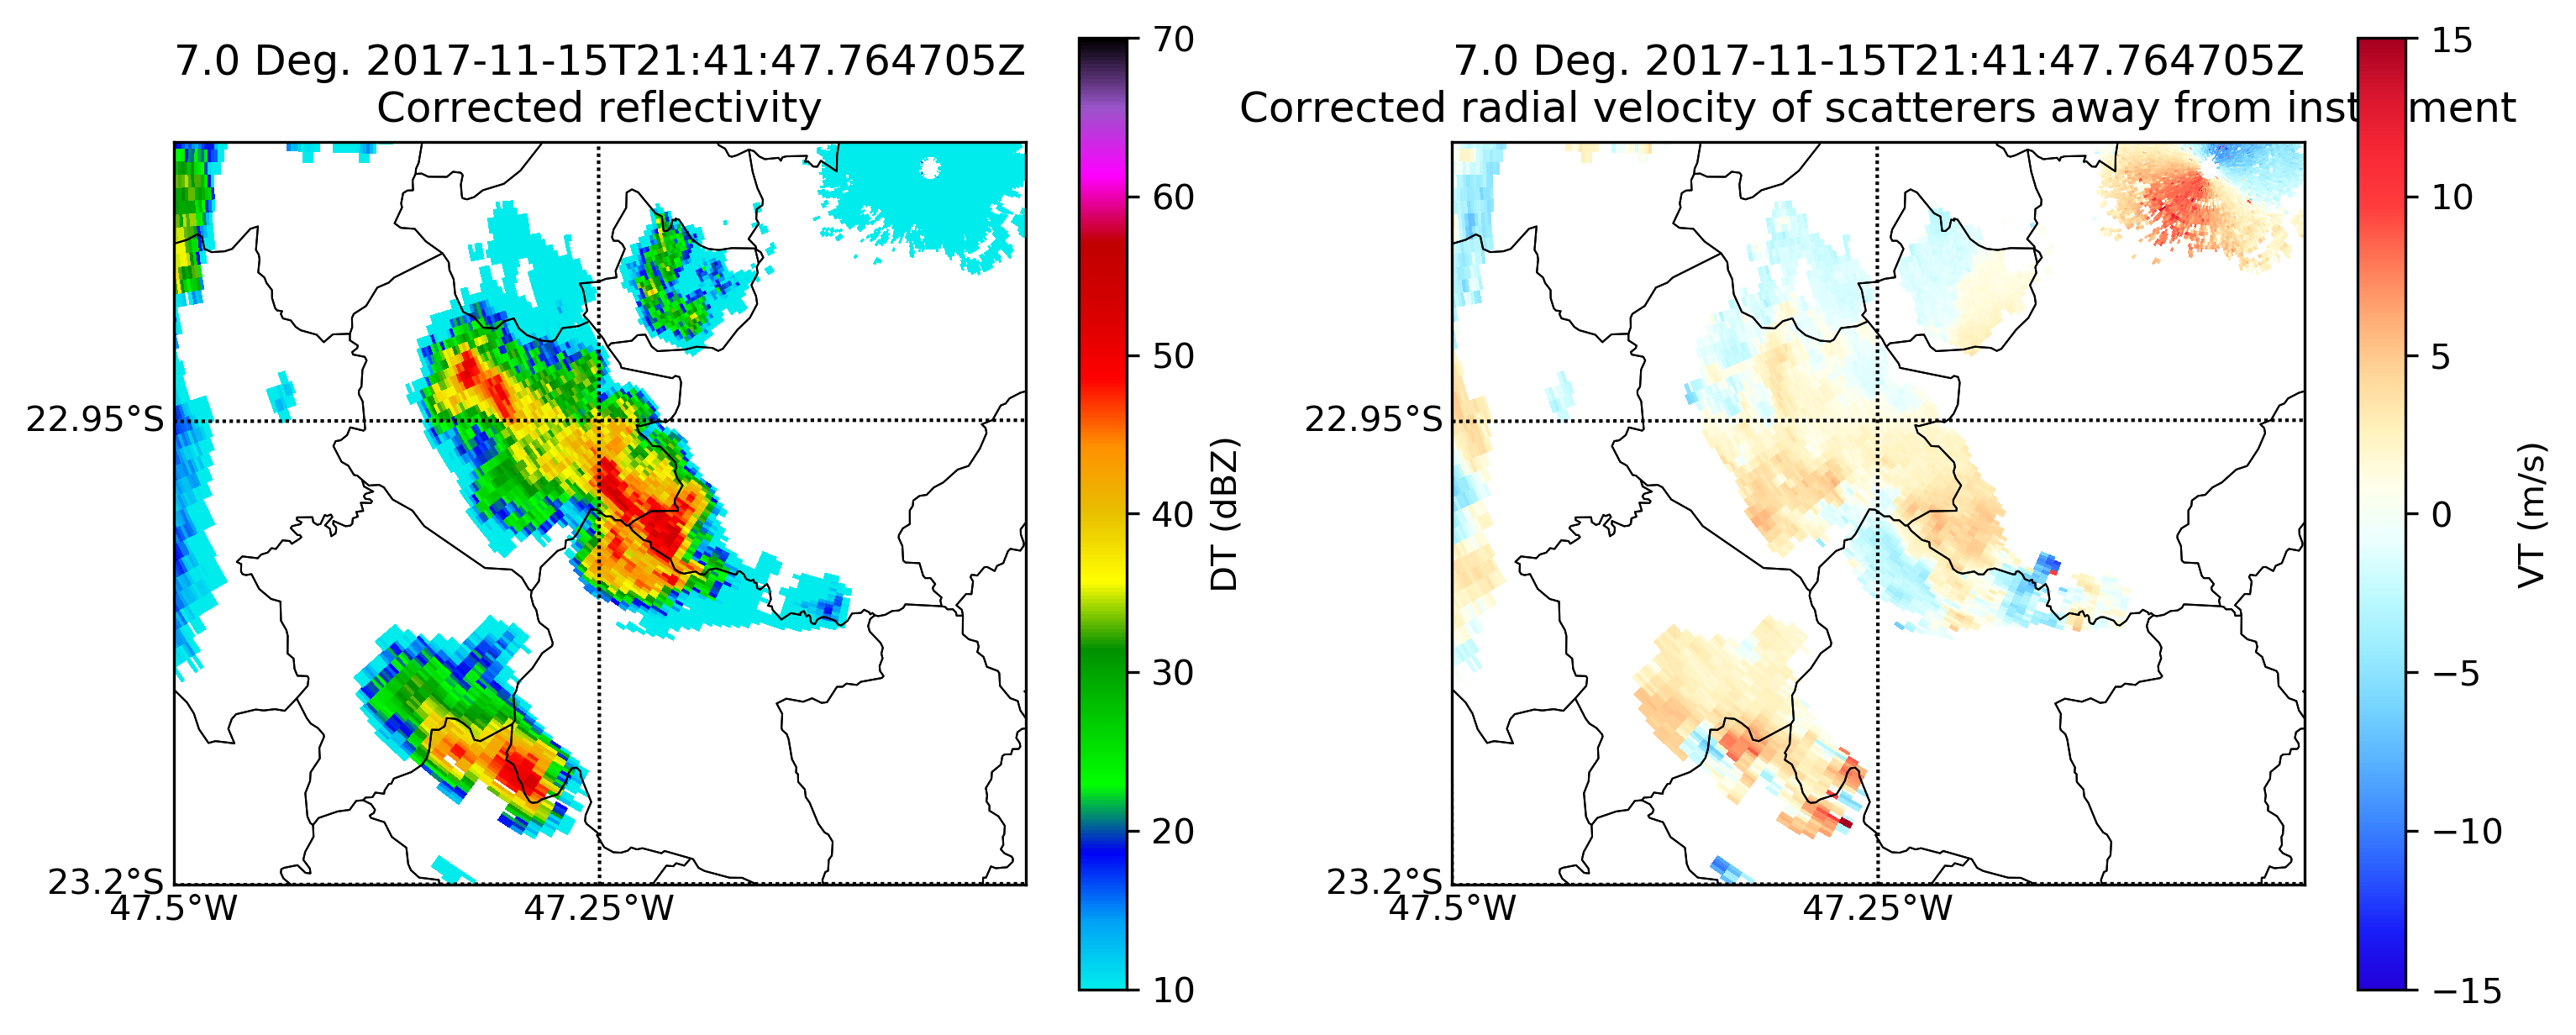 7.0 Deg. 2017-11-15T21:41:47.764705Z
Corrected reflectivity
22.95°S
23.2°S
47.5°W
47.25°W
70
60
50
40
30
20
10
DT (dBZ)
7.0 Deg. 2017-11-15T21:41:47.764705Z
Corrected radial velocity of scatterers away from inst ment
22.95°S
23.2°S
47.5°W
47.25°W
15
10
5
0
−5
−10
−15
VT (m/s)